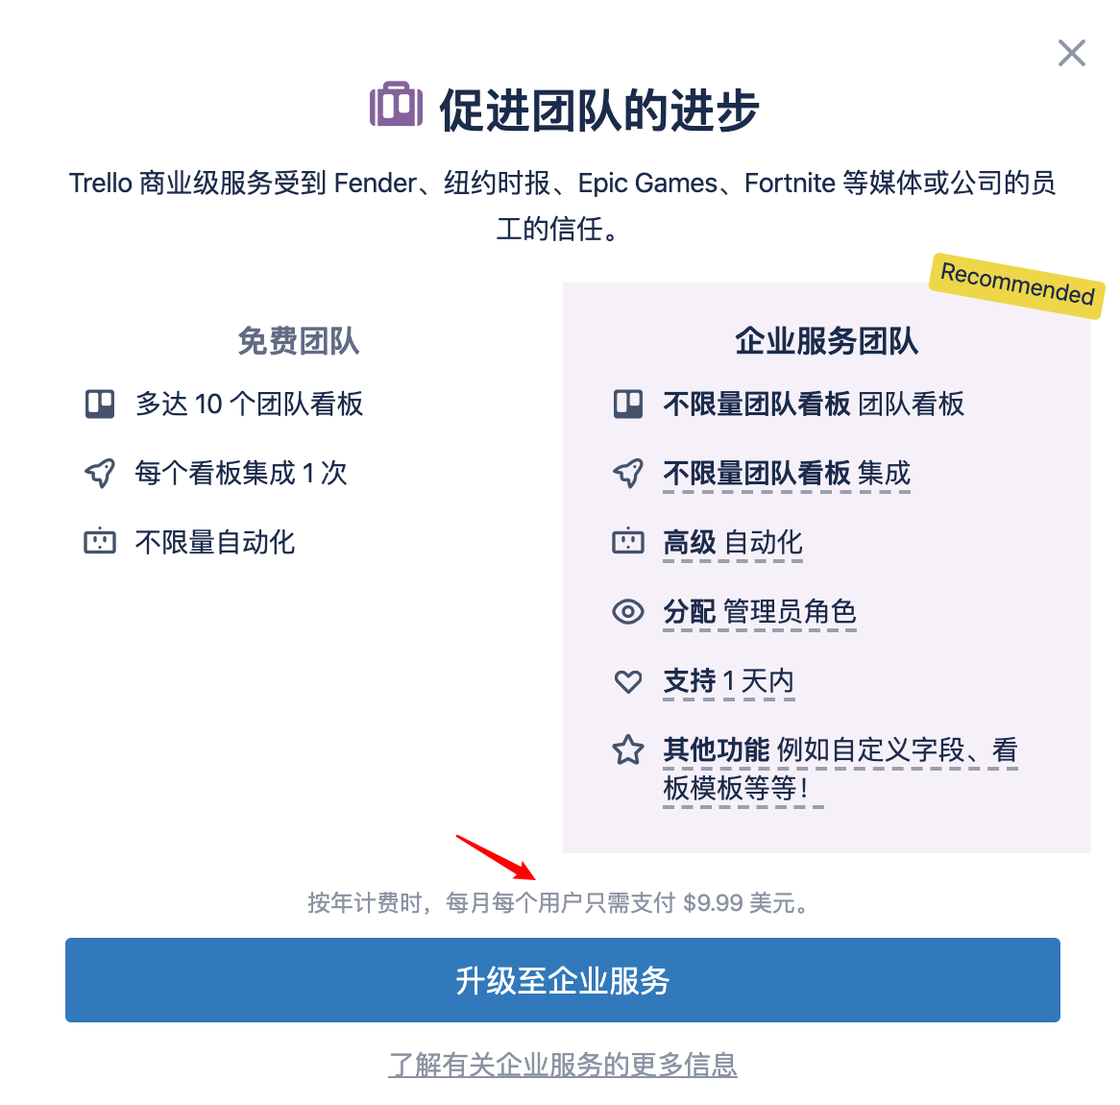 促进团队的进步
Trello 商业级服务受到 Fender、纽约时报、Epic Games、Fortnite 等媒体或公司的员
工的信任。
Recommended
免费团队
多达 10 个团队看板
每个看板集成 1 次
不限量自动化
企业服务团队
不限量团队看板 团队看板
不限量团队看板 集成
高级 自动化
分配 管理员角色
支持 1 天内
其他功能 例如自定义字段、看
板模板等等！
按年计费时，每月每个用户只需支付 $9.99 美元。
升级至企业服务
了解有关企业服务的更多信息